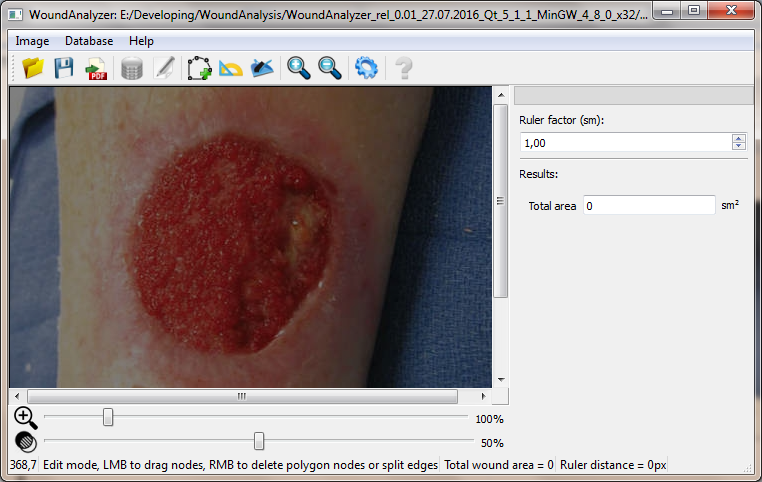 WoundAnalyzer: E:/Developing/WoundAnalysis/WoundAnalyzer_rel_0.01_27.07.2016_Qt_5_1_1_MinGW_4_8_0_x32/...
Image Database Help
PDF
?
Ruler factor (sm):
1,00
Results:
Total area 0 sm²
100%
50%
368,7 Edit mode, LMB to drag nodes, RMB to delete polygon nodes or split edges Total wound area = 0 Ruler distance = 0px